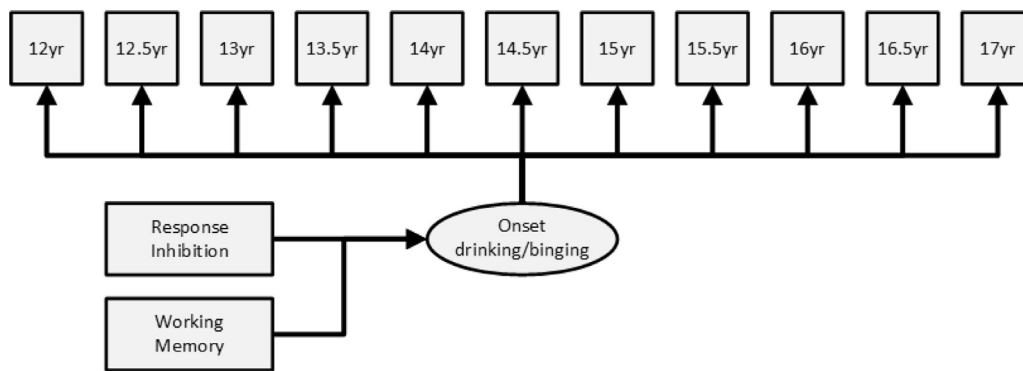 12yr
12.5yr
13yr
13.5yr
14yr
14.5yr
15yr
15.5yr
16yr
16.5yr
17yr
Response
Inhibition
Onset
drinking/binging
Working
Memory